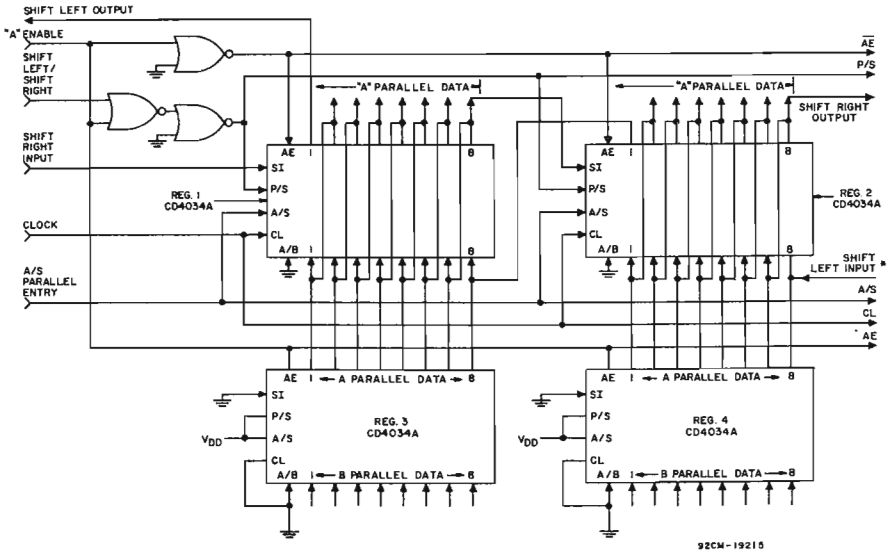 SHIFT LEFT OUTPUT
"A" ENABLE
SHIFT
LEFT/
SHIFT
RIGHT
SHIFT
RIGHT
INPUT
CLOCK
A/S
PARALLEL
ENTRY
AE
P/S
SHIFT RIGHT
OUTPUT
"A" PARALLEL DATA
AE 1 8
SI
P/S
A/S
CL
A/B 1 8
REG. 1
CD4034A
"A" PARALLEL DATA
AE 1 8
SI
P/S
A/S
CL
A/B 1 8
REG. 2
CD4034A
SHIFT
LEFT INPUT *
A/S
CL
AE
AE 1 A PARALLEL DATA 8
SI
P/S
A/S
CL
A/B 1 B PARALLEL DATA 8
REG. 3
CD4034A
VDD
AE 1 A PARALLEL DATA 8
SI
P/S
A/S
CL
A/B 1 B PARALLEL DATA 8
REG. 4
CD4034A
VDD
92CM-19215